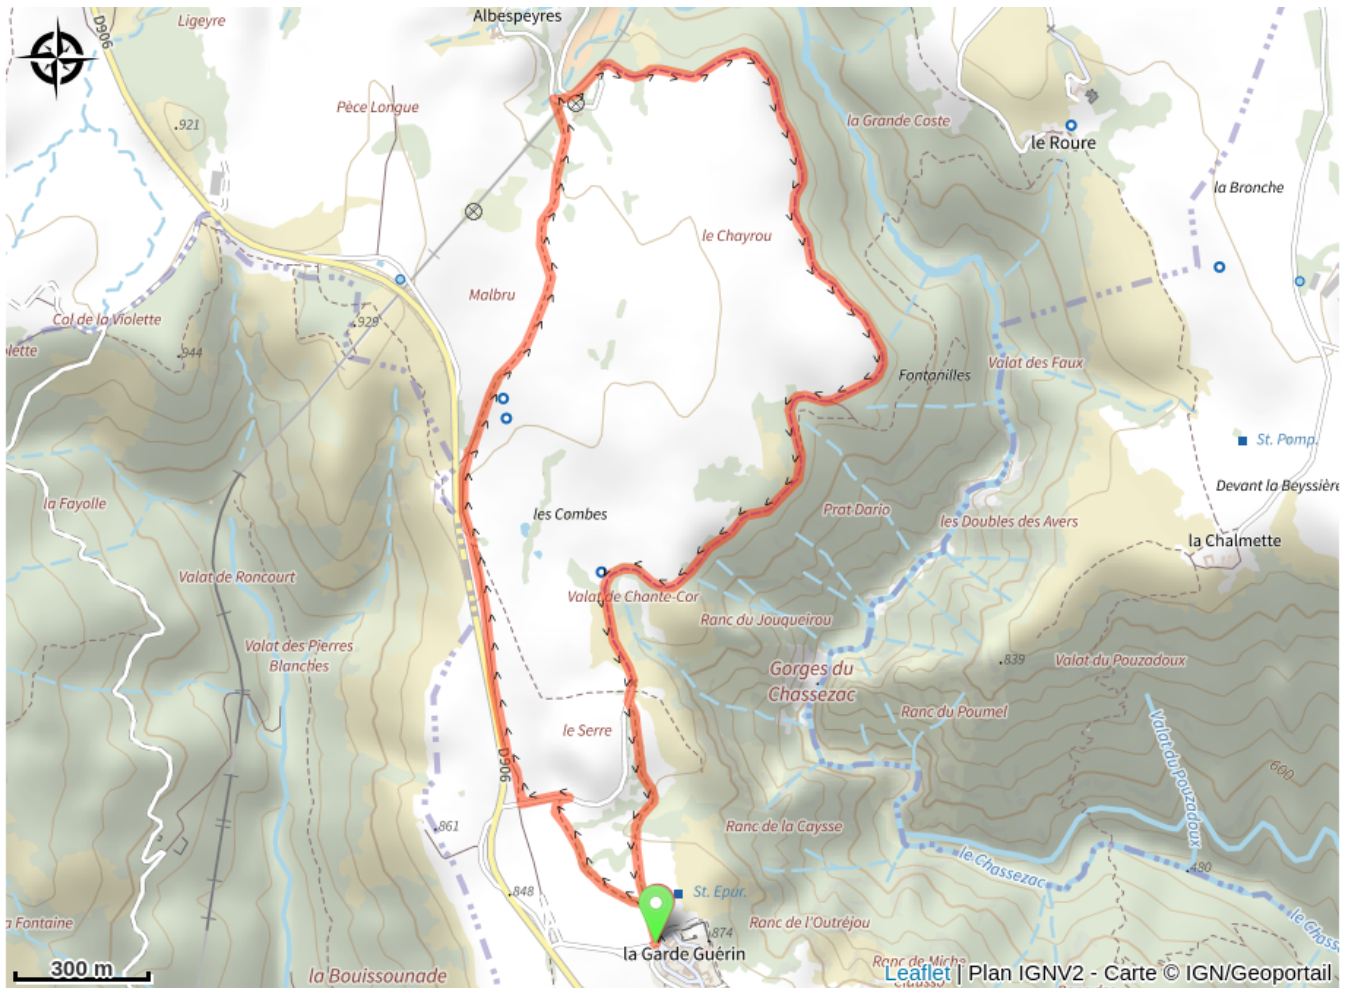 Albespeyres
Ligeyre
D906
Pèce Longue
.921
la Grande Coste
le Roure
la Bronche
le Chayrou
Malbru
Col de la Violette
olette
.929
.944
Fontanilles
Valat des Faux
St. Pomp.
Devant la Beyssière
la Fayolle
les Combes
Prat Dario
les Doubles des Avers
la Chalmette
Valat de Roncourt
Valat de Chante-Cor
Ranc du Jouqueirou
Valat des Pierres
Blanches
Gorges du
Chassezac
.839
Valat du Pouzadoux
Ranc du Poumel
le Serre
D906
Valat du Pouzadoux
600
.861
Ranc de la Caysse
le Chassezac
.480
.848
St. Epur.
a Fontaine
Ranc de l'Outréjou
.874
le Chass
la Garde Guérin
Ranc de Miche
la Bouissounade
300 m
Leaflet | Plan IGNV2 - Carte © IGN/Geoportail